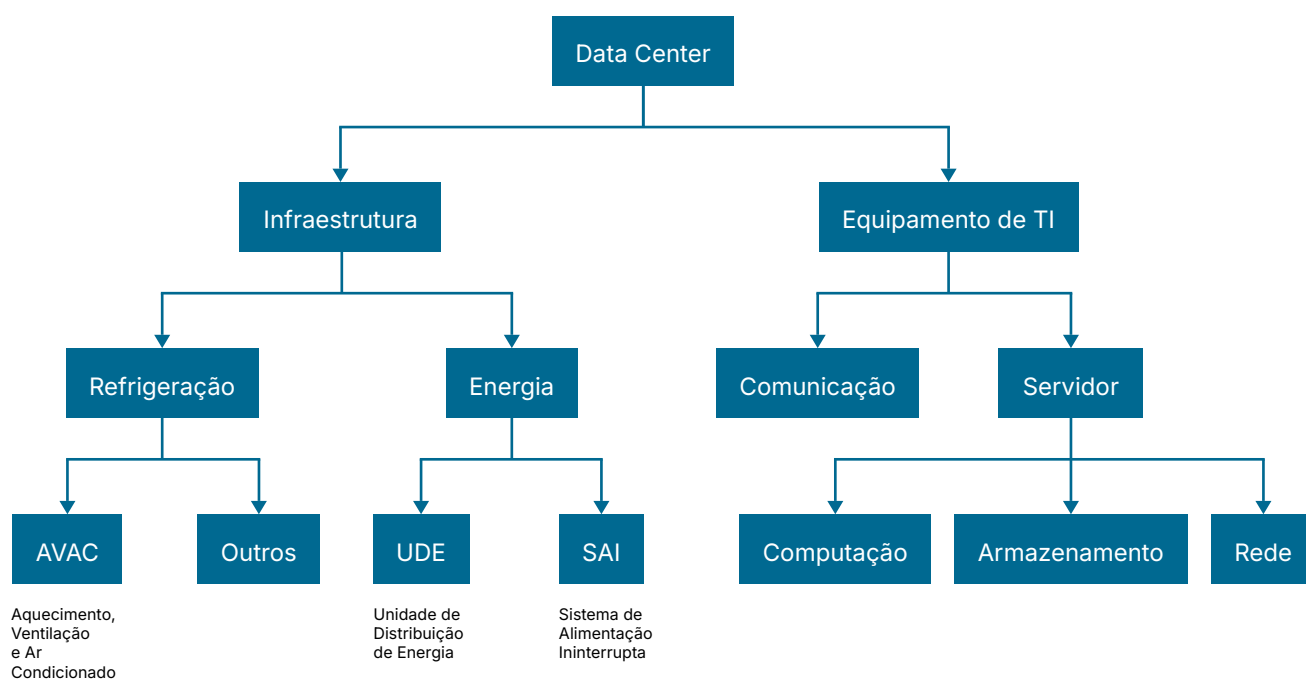 Data Center
Infraestrutura
Equipamento de TI
Refrigeração
Energia
Comunicação
Servidor
AVAC
Outros
UDE
SAI
Computação
Armazenamento
Rede
Aquecimento,
Ventilação
e Ar
Condicionado
Unidade de
Distribuição
de Energia
Sistema de
Alimentação
Ininterrupta